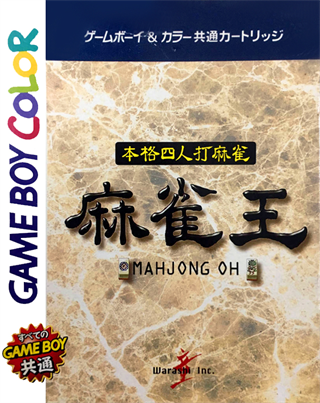 ゲームボーイ&カラー共通カートリッジ
GAME BOY COLOR
本格四人打麻雀
麻雀王
MAHJONG OH
すべての
GAME BOY
共通
Warashi Inc.